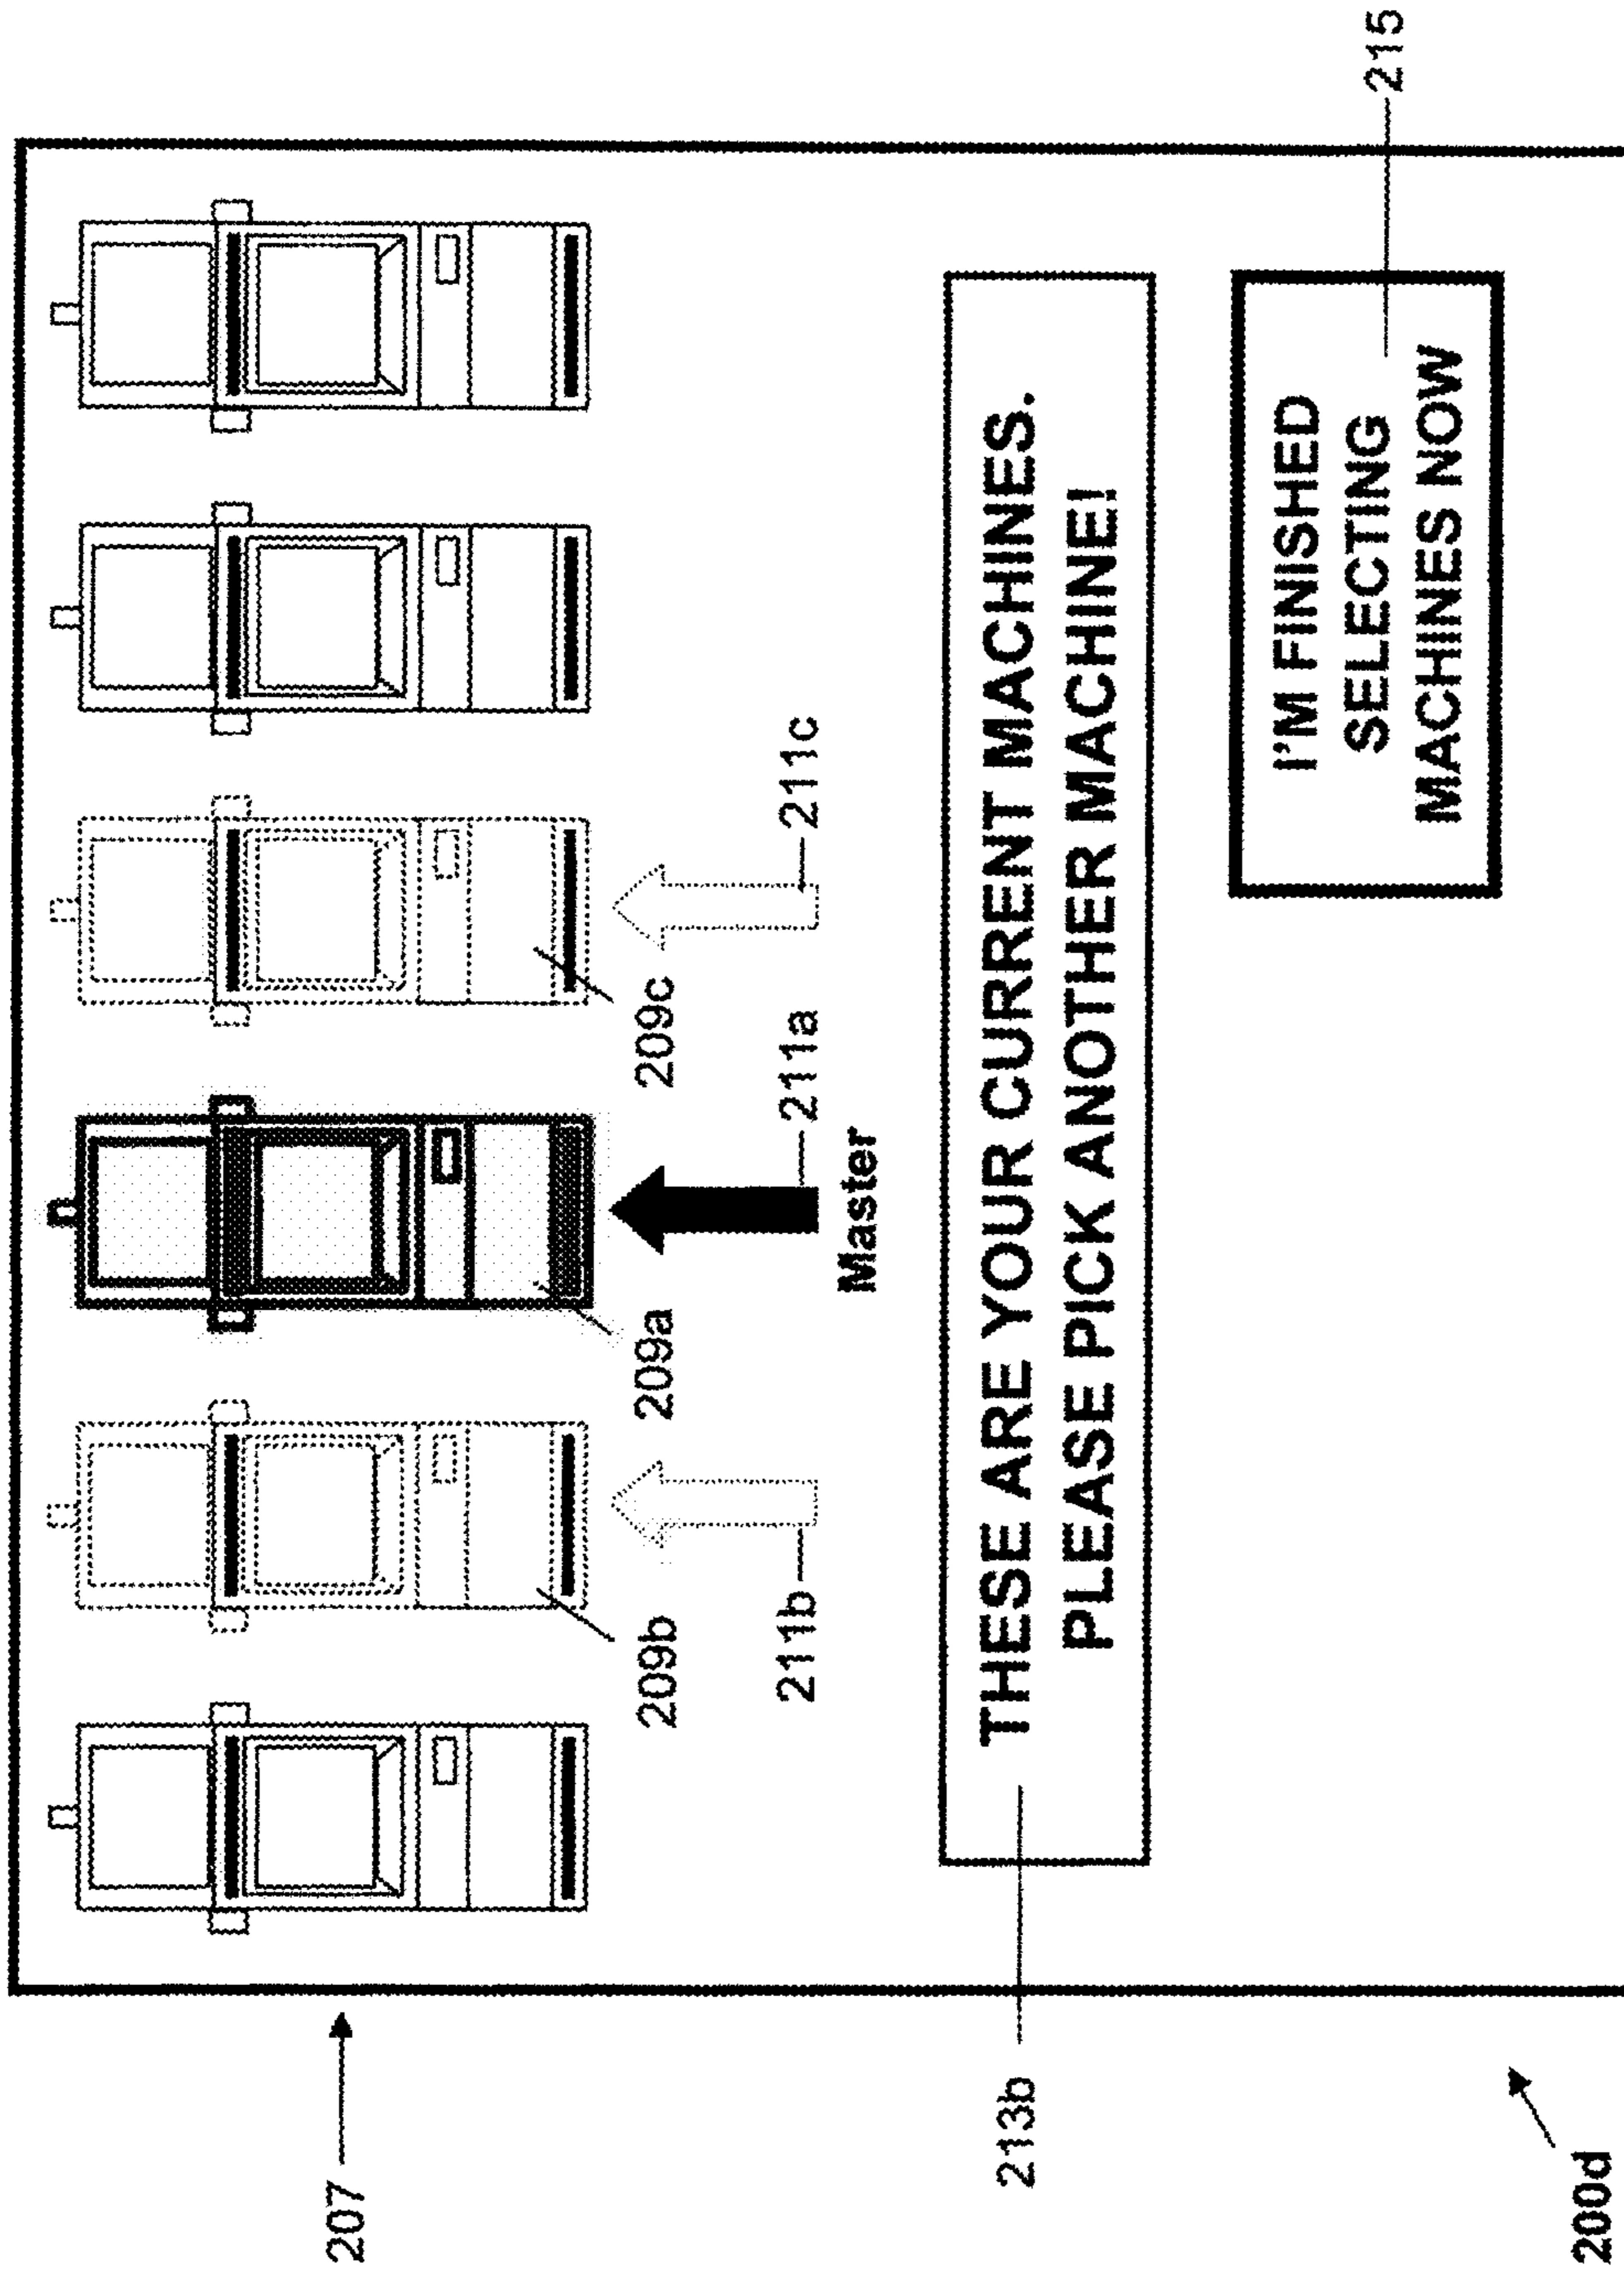 207
209b
209a
209c
211b
211a
211c
Master
213b
THESE ARE YOUR CURRENT MACHINES.
PLEASE PICK ANOTHER MACHINE!
I'M FINISHED
SELECTING
MACHINES NOW
215
200d